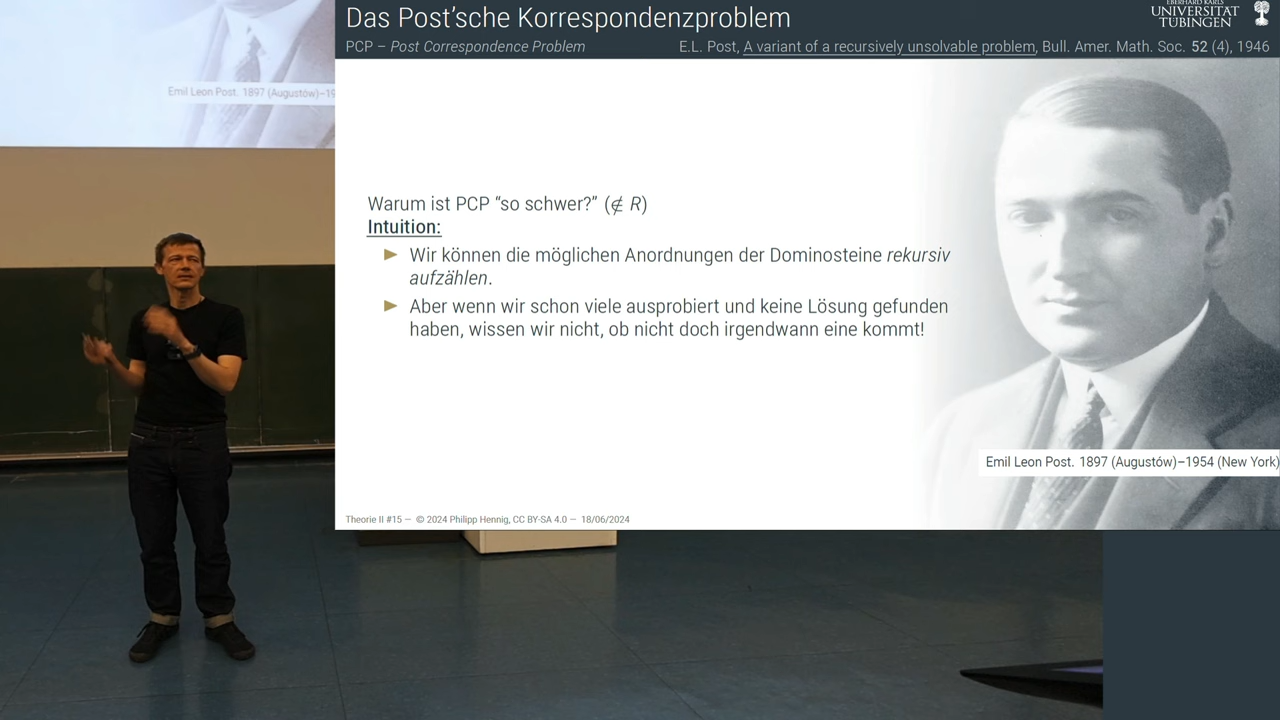 Das Post'sche Korrespondenzproblem
PCP – Post Correspondence Problem
E.L. Post, A variant of a recursively unsolvable problem, Bull. Amer. Math. Soc. 52 (4), 1946
EBERHARD KARLS
UNIVERSITÄT
TÜBINGEN
Emil Leon Post. 1897 (Augustów)–19
Warum ist PCP “so schwer?” (∉ R)
Intuition:
► Wir können die möglichen Anordnungen der Dominosteine rekursiv
aufzählen.
► Aber wenn wir schon viele ausprobiert und keine Lösung gefunden
haben, wissen wir nicht, ob nicht doch irgendwann eine kommt!
Emil Leon Post. 1897 (Augustów)–1954 (New York)
Theorie II #15 — © 2024 Philipp Hennig, CC BY-SA 4.0 — 18/06/2024